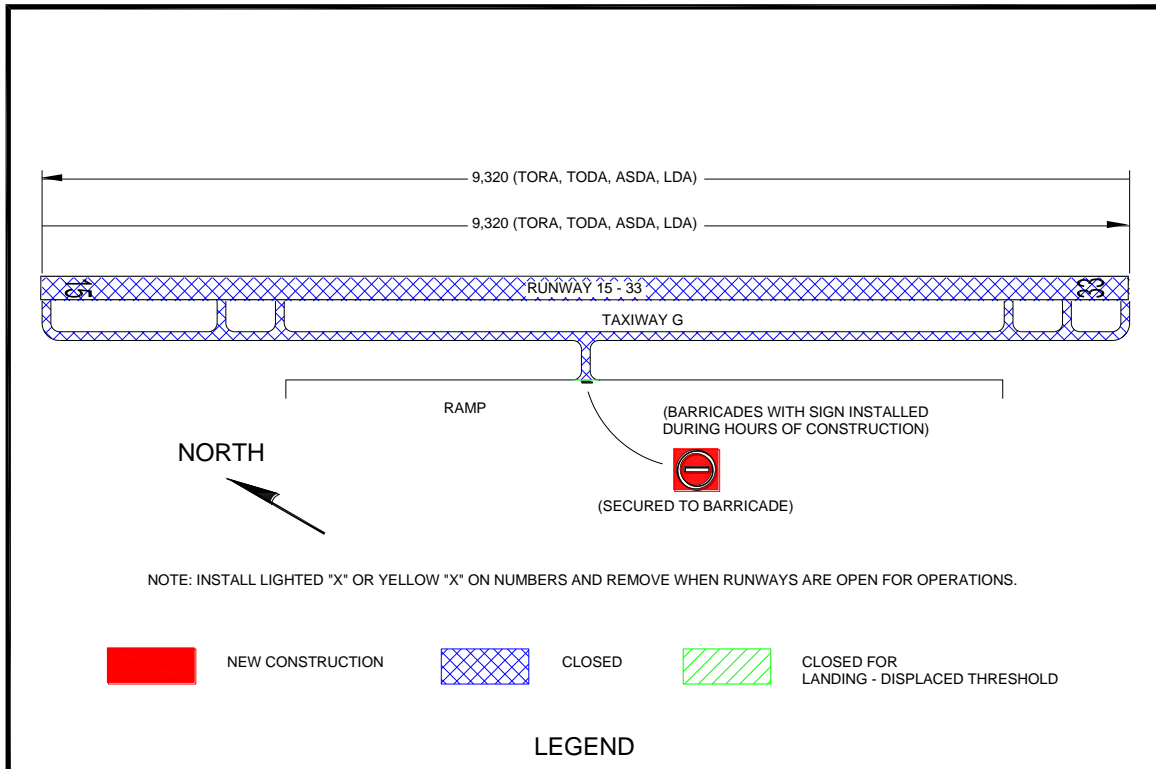 9,320 (TORA, TODA, ASDA, LDA)
9,320 (TORA, TODA, ASDA, LDA)
15
RUNWAY 15 - 33
33
TAXIWAY G
RAMP
(BARRICADES WITH SIGN INSTALLED
DURING HOURS OF CONSTRUCTION)
NORTH
(SECURED TO BARRICADE)
NOTE: INSTALL LIGHTED "X" OR YELLOW "X" ON NUMBERS AND REMOVE WHEN RUNWAYS ARE OPEN FOR OPERATIONS.
NEW CONSTRUCTION
CLOSED
CLOSED FOR
LANDING - DISPLACED THRESHOLD
LEGEND